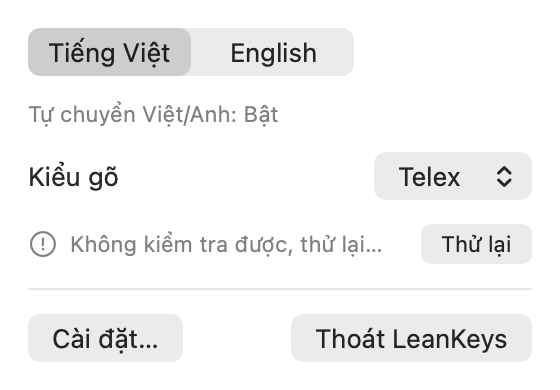 Tiếng Việt English
Tự chuyển Việt/Anh: Bật
Kiểu gõ Telex
Không kiểm tra được, thử lại... Thử lại
Cài đặt... Thoát LeanKeys